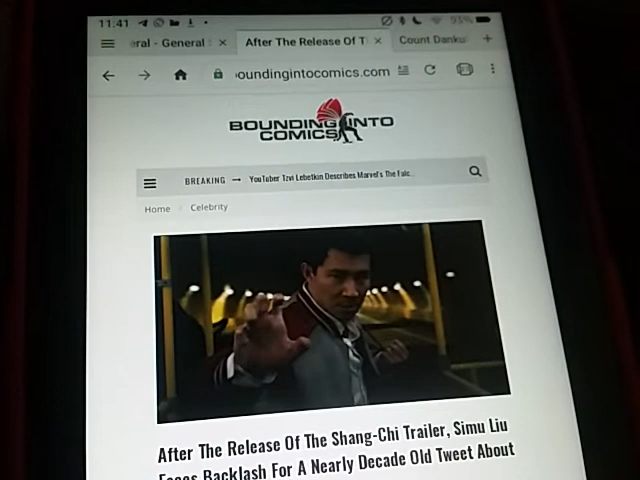 11:41 93%
eral - General After The Release Of T Count Danku
oundingintocomics.com
BOUNDING INTO
COMICS
BREAKING → YouTuber Tzvi Lebetkin Describes Marvel's The Falc...
Home Celebrity
After The Release Of The Shang-Chi Trailer, Simu Liu
Faces Backlash For A Nearly Decade Old Tweet About